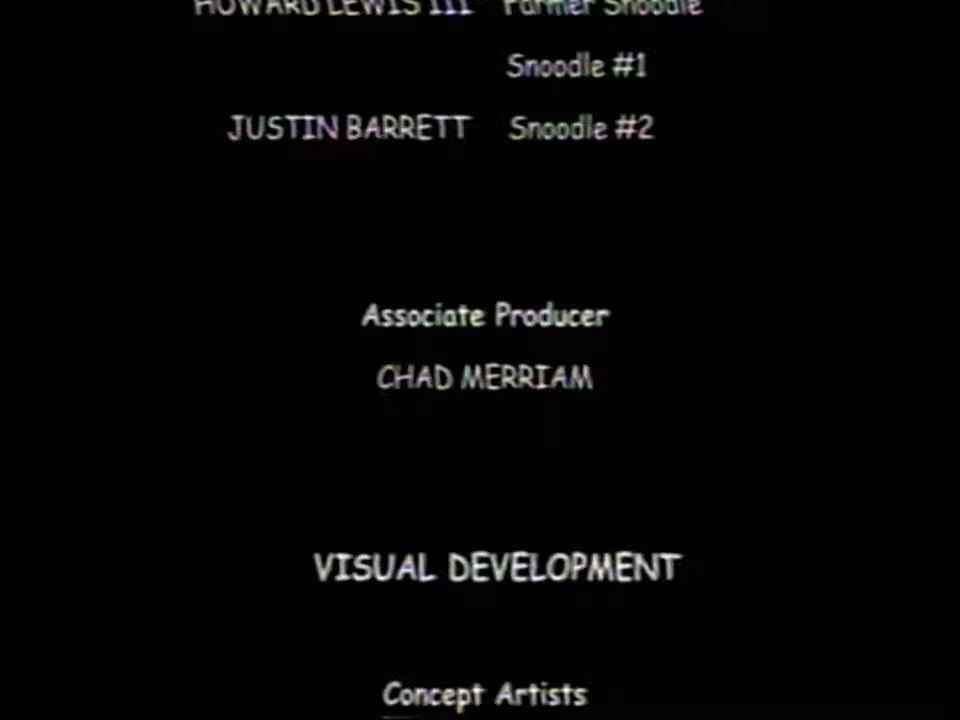 HOWARD LEWIS III Farmer Snoodle
Snoodle #1
JUSTIN BARRETT Snoodle #2
Associate Producer
CHAD MERRIAM
VISUAL DEVELOPMENT
Concept Artists